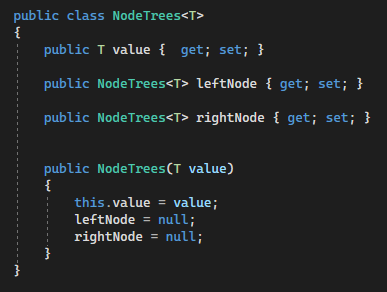 public class NodeTrees<T>
{
public T value {  get; set; }
public NodeTrees<T> leftNode { get; set; }
public NodeTrees<T> rightNode { get; set; }
public NodeTrees(T value)
{
this.value = value;
leftNode = null;
rightNode = null;
}
}